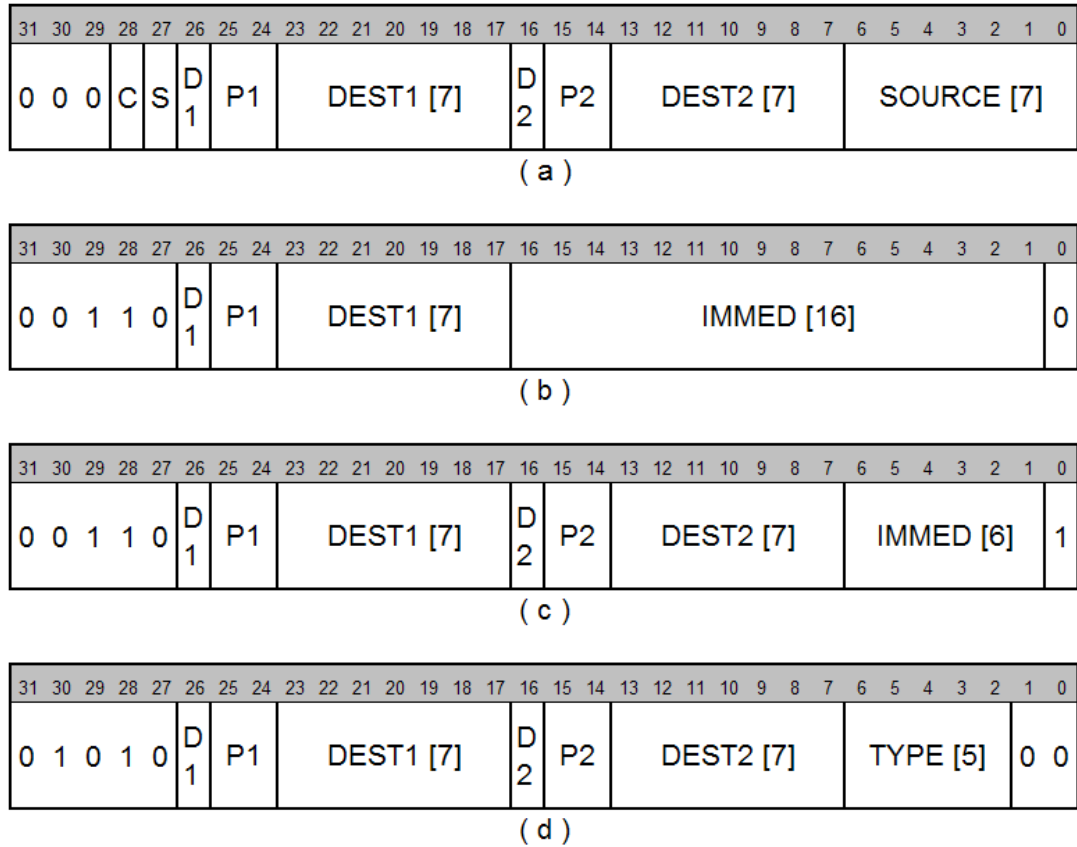 31 30 29 28 27 26 25 24 23 22 21 20 19 18 17 16 15 14 13 12 11 10 9 8 7 6 5 4 3 2 1 0
0 0 0 C S D1 P1 DEST1 [7] D2 P2 DEST2 [7] SOURCE [7]
( a )
31 30 29 28 27 26 25 24 23 22 21 20 19 18 17 16 15 14 13 12 11 10 9 8 7 6 5 4 3 2 1 0
0 0 1 1 0 D1 P1 DEST1 [7] IMMED [16] 0
( b )
31 30 29 28 27 26 25 24 23 22 21 20 19 18 17 16 15 14 13 12 11 10 9 8 7 6 5 4 3 2 1 0
0 0 1 1 0 D1 P1 DEST1 [7] D2 P2 DEST2 [7] IMMED [6] 1
( c )
31 30 29 28 27 26 25 24 23 22 21 20 19 18 17 16 15 14 13 12 11 10 9 8 7 6 5 4 3 2 1 0
0 1 0 1 0 D1 P1 DEST1 [7] D2 P2 DEST2 [7] TYPE [5] 0 0
( d )